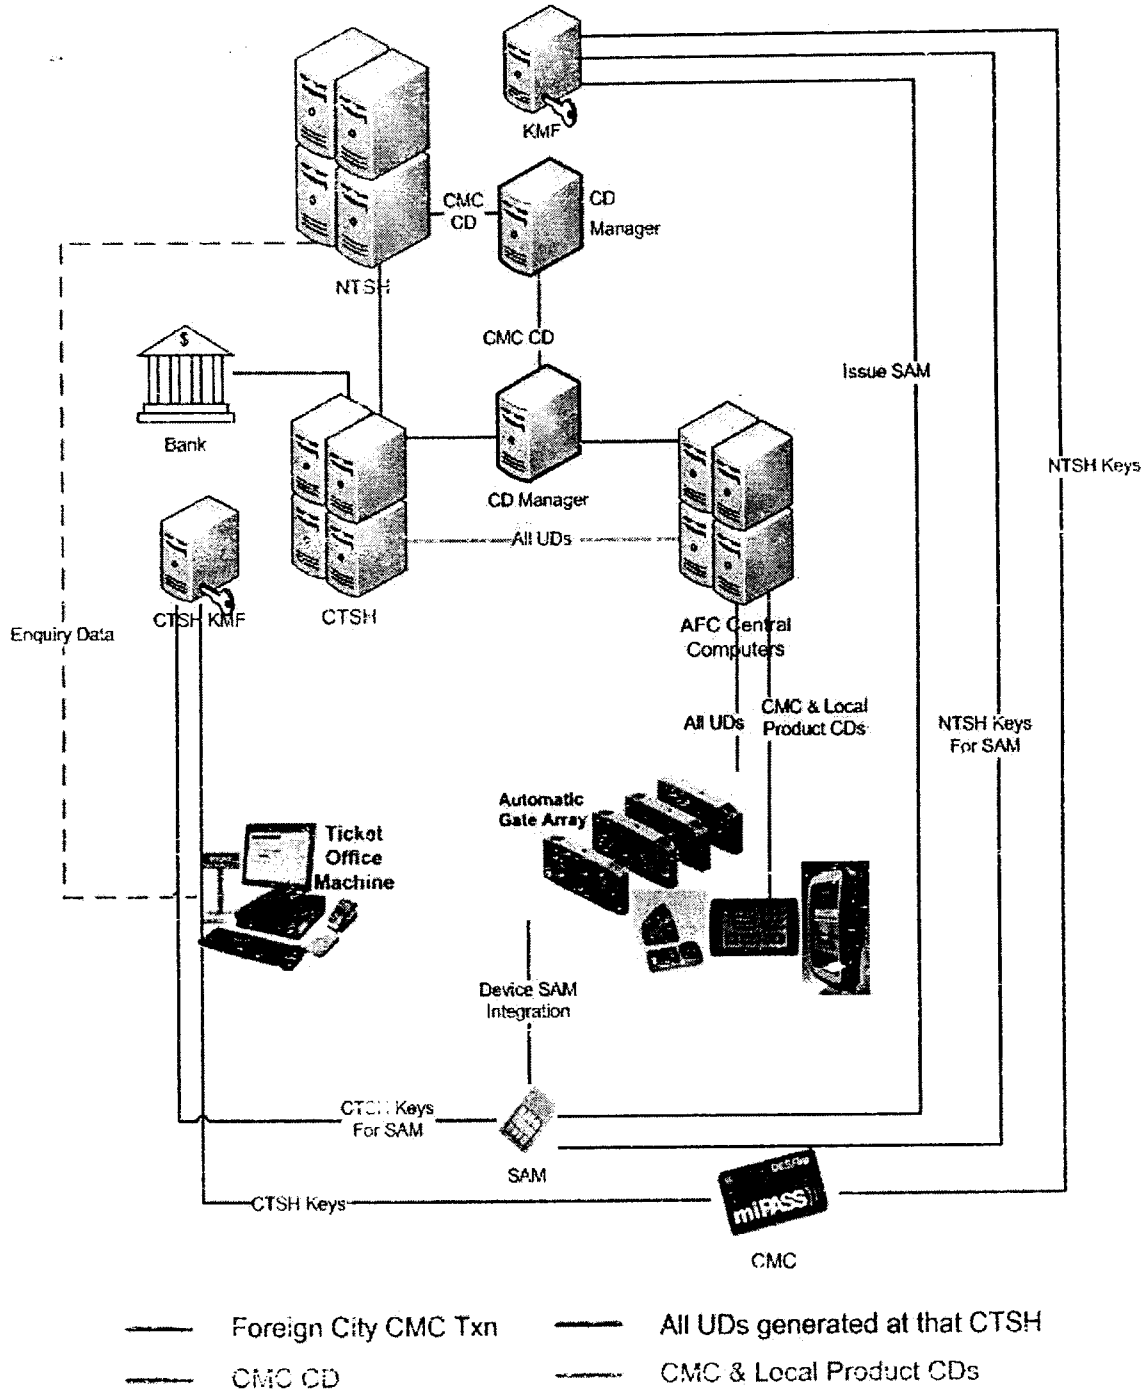 KMF
CMC
CD
CD
Manager
NTSH
$
CMC CD
Issue SAM
Bank
NTSH Keys
CD Manager
All UDs
CTSH KMF
CTSH
AFC Central
Computers
Enquiry Data
All UDs
CMC & Local
Product CDs
NTSH Keys
For SAM
Automatic
Gate Array
Ticket
Office
Machine
Device SAM
Integration
CTSH Keys
For SAM
SAM
DESFire
miPASS
CTSH Keys
CMC
Foreign City CMC Txn
All UDs generated at that CTSH
CMC CD
CMC & Local Product CDs